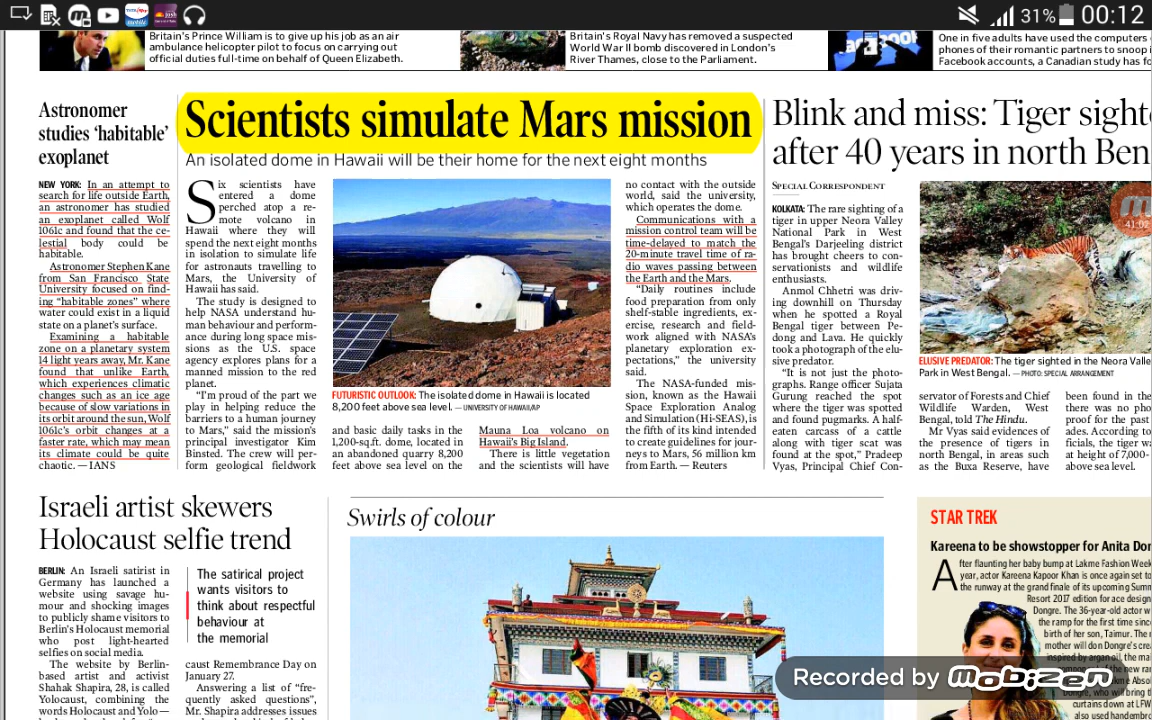 31% 00:12
Britain's Prince William is to give up his job as an air
ambulance helicopter pilot to focus on carrying out
official duties full-time on behalf of Queen Elizabeth.
Britain's Royal Navy has removed a suspected
World War II bomb discovered in London's
River Thames, close to the Parliament.
One in five adults have used the computers
phones of their romantic partners to snoop
Facebook accounts, a Canadian study has
Astronomer
studies ‘habitable’
exoplanet
NEW YORK: In an attempt to
search for life outside Earth,
an astronomer has studied
an exoplanet called Wolf
1061c and found that the ce-
lestial body could be
habitable.
Astronomer Stephen Kane
from San Francisco State
University focused on find-
ing “habitable zones” where
water could exist in a liquid
state on a planet's surface.
Examining a habitable
zone on a planetary system
14 light years away, Mr. Kane
found that unlike Earth,
which experiences climatic
changes such as an ice age
because of slow variations in
its orbit around the sun, Wolf
1061c's orbit changes at a
faster rate, which may mean
its climate could be quite
chaotic. — IANS
Scientists simulate Mars mission
An isolated dome in Hawaii will be their home for the next eight months
Six scientists have
entered a dome
perched atop a re-
mote volcano in
Hawaii where they will
spend the next eight months
in isolation to simulate life
for astronauts travelling to
Mars, the University of
Hawaii has said.
The study is designed to
help NASA understand hu-
man behaviour and perform-
ance during long space mis-
sions as the U.S. space
agency explores plans for a
manned mission to the red
planet.
“I'm proud of the part we
play in helping reduce the
barriers to a human journey
to Mars,” said the mission's
principal investigator Kim
Binsted. The crew will per-
form geological fieldwork
FUTURISTIC OUTLOOK: The isolated dome is located
8,200 feet above sea level. — UNIVERSITY OF HAWAII/AP
and basic daily tasks in the
1,200-sq.ft. dome, located in
an abandoned quarry 8,200
feet above sea level on the
Mauna Loa volcano on
Hawaii's Big Island.
There is little vegetation
and the scientists will have
no contact with the outside
world, said the university,
which operates the dome.
Communications with a
mission control team will be
time-delayed to match the
20-minute travel time of ra-
dio waves passing between
the Earth and the Mars.
“Daily routines include
food preparation from only
shelf-stable ingredients, ex-
ercise, research and field-
work aligned with NASA's
planetary exploration ex-
pectations,” the university
said.
The NASA-funded mis-
sion, known as the Hawaii
Space Exploration Analog
and Simulation (Hi-SEAS), is
the fifth of its kind intended
to create guidelines for jour-
neys to Mars, 56 million km
from Earth. — Reuters
Blink and miss: Tiger sight
after 40 years in north Ben
SPECIAL CORRESPONDENT
KOLKATA: The rare sighting of a
tiger in upper Neora Valley
National Park in West
Bengal's Darjeeling district
has brought cheers to con-
servationists and wildlife
enthusiasts.
Anmol Chhetri was driv-
ing downhill on Thursday
when he spotted a Royal
Bengal tiger between Pe-
dong and Lava. He quickly
took a photograph of the elu-
sive predator.
“It is not just the photo-
graphs. Range officer Sujata
Gurung reached the spot
where the tiger was spotted
and found pugmarks. A half-
eaten carcass of a cattle
along with tiger scat was
found at the spot,” Pradeep
Vyas, Principal Chief Con-
41:02
ELUSIVE PREDATOR: The tiger sighted in the Neora Valle
Park in West Bengal. — PHOTO: SPECIAL ARRANGEMENT
servator of Forests and Chief
Wildlife Warden, West
Bengal, told The Hindu.
Mr Vyas said evidences of
the presence of tigers in
north Bengal, in areas such
as the Buxa Reserve, have
been found in the
there was no pho
proof for the past
ades. According to
ficials, the tiger wa
at height of 7,000-
above sea level.
Israeli artist skewers
Holocaust selfie trend
BERLIN: An Israeli satirist in
Germany has launched a
website using savage hu-
mour and shocking images
to publicly shame visitors to
Berlin's Holocaust memorial
who post light-hearted
selfies on social media.
The website by Berlin-
based artist and activist
Shahak Shapira, 28, is called
Yolocaust, combining the
words Holocaust and Yolo —
The satirical project
wants visitors to
think about respectful
behaviour at
the memorial
caust Remembrance Day on
January 27.
Answering a list of “fre-
quently asked questions”,
Mr. Shapira addresses issues
Swirls of colour
STAR TREK
Kareena to be showstopper for Anita Dor
After flaunting her baby bump at Lakme Fashion Week
year, actor Kareena Kapoor Khan is once again set to
the runway at the grand finale of its upcoming Sum
Resort 2017 edition for ace design
Dongre. The 36-year-old actor w
the ramp for the first time since
birth of her son, Taimur. The
mother will don Dongre's crea
inspired by argan oil, the ma
curtains down at LFW
also used handembro
Recorded by mobizen